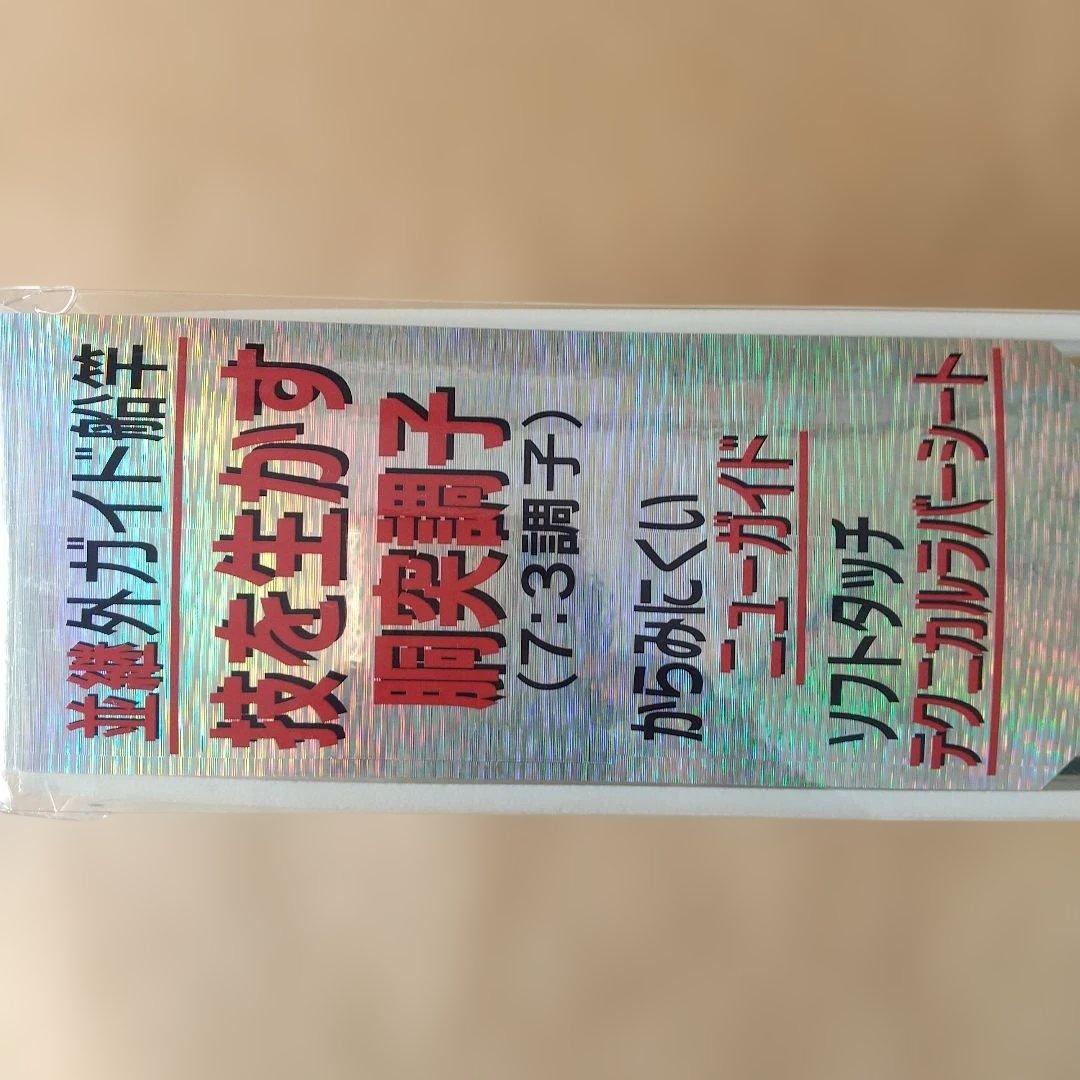 並継外ガイド船竿
技を生かす
胴突調子
(7:3調子)
からみにくい
ニューガイド
ソフトタッチ
テクニカルラバーシート